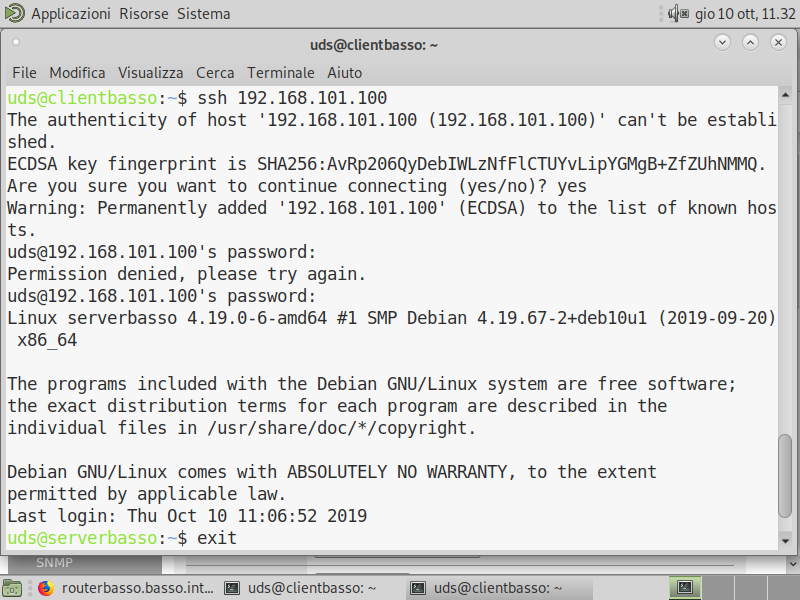 Applicazioni Risorse Sistema
gio 10 ott, 11.32
uds@clientbasso: ~
File Modifica Visualizza Cerca Terminale Aiuto
uds@clientbasso:~$ ssh 192.168.101.100
The authenticity of host '192.168.101.100 (192.168.101.100)' can't be establi
shed.
ECDSA key fingerprint is SHA256:AvRp206QyDebIWLzNfFlCTUYvLipYGMgB+ZfZUhNMMQ.
Are you sure you want to continue connecting (yes/no)? yes
Warning: Permanently added '192.168.101.100' (ECDSA) to the list of known hos
ts.
uds@192.168.101.100's password:
Permission denied, please try again.
uds@192.168.101.100's password:
Linux serverbasso 4.19.0-6-amd64 #1 SMP Debian 4.19.67-2+deb10u1 (2019-09-20)
x86_64
The programs included with the Debian GNU/Linux system are free software;
the exact distribution terms for each program are described in the
individual files in /usr/share/doc/*/copyright.
Debian GNU/Linux comes with ABSOLUTELY NO WARRANTY, to the extent
permitted by applicable law.
Last login: Thu Oct 10 11:06:52 2019
uds@serverbasso:~$ exit
SNMP
routerbasso.basso.int...
uds@clientbasso: ~
uds@clientbasso: ~